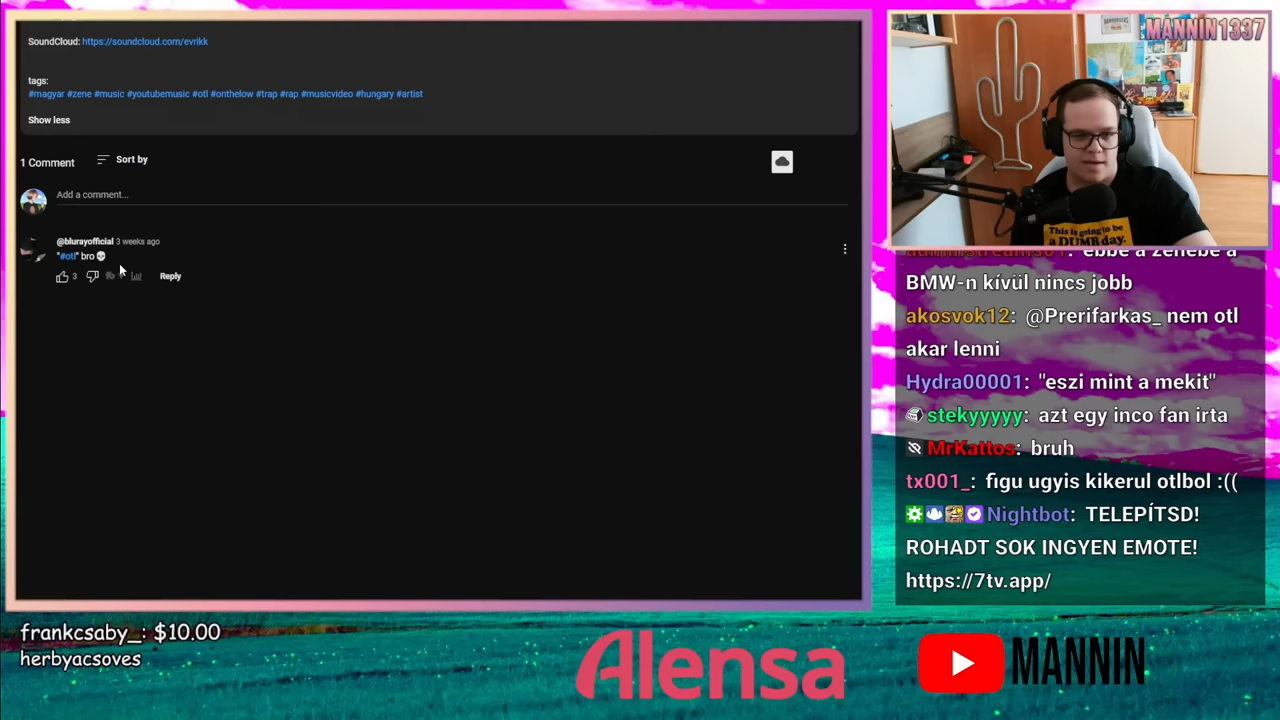 SoundCloud: https://soundcloud.com/evrikk
tags:
#magyar #zene #music #youtubemusic #otl #onthelow #trap #rap #musicvideo #hungary #artist
Show less
1 Comment
Sort by
Add a comment...
@blurayofficial 3 weeks ago
"#otl" bro💀
3
Reply
MANNIN1337
This is going to be
a DUMB day.
ebbe a zenebe a
BMW-n kívül nincs jobb
akosvok12: @Prerifarkas_ nem otl
akar lenni
Hydra00001: "eszi mint a mekit"
stekyyyyy: azt egy inco fan irta
MrKattos: bruh
tx001_: figu ugyis kikerul otlbol :((
Nightbot: TELEPÍTSD!
ROHADT SOK INGYEN EMOTE!
https://7tv.app/
frankcsaby_: $10.00
herbyacsoves
Alensa
MANNIN